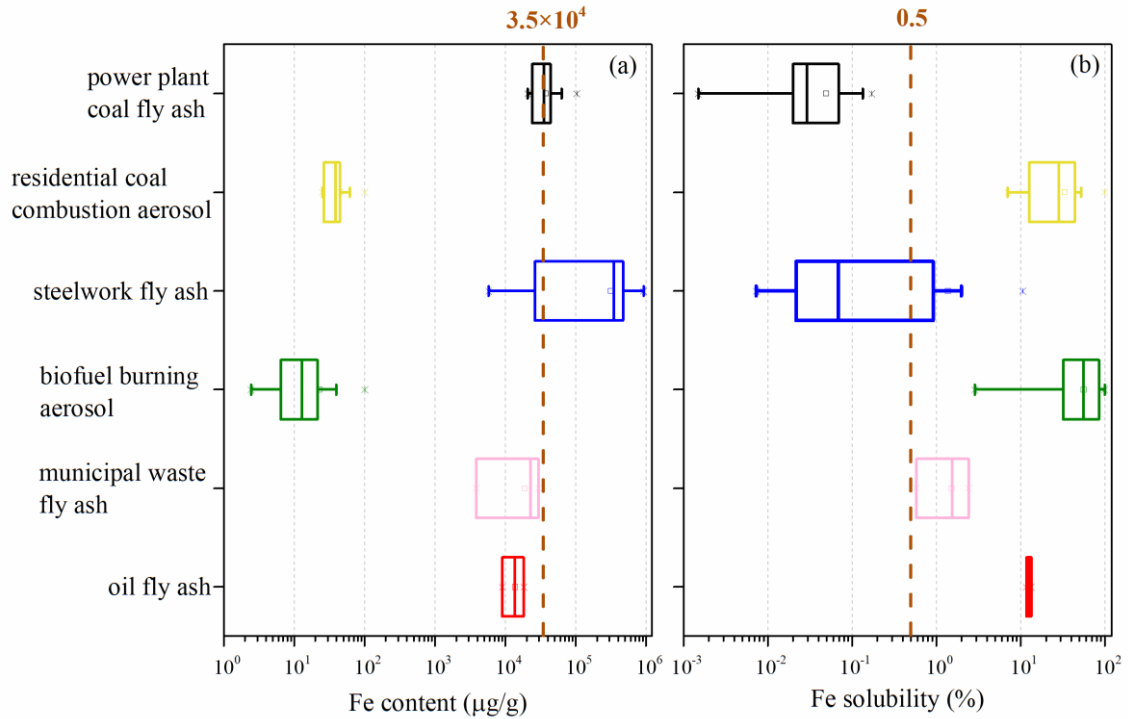 3.5×10⁴
0.5
(a)
(b)
power plant
coal fly ash
residential coal
combustion aerosol
steelwork fly ash
biofuel burning
aerosol
municipal waste
fly ash
oil fly ash
10⁰ 10¹ 10² 10³ 10⁴ 10⁵ 10⁶
10⁻³ 10⁻² 10⁻¹ 10⁰ 10¹ 10²
Fe content (μg/g)
Fe solubility (%)